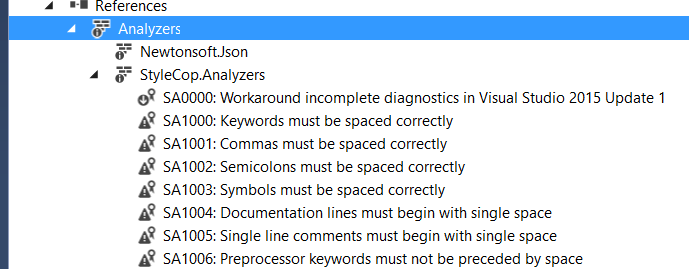 References
Analyzers
Newtonsoft.Json
StyleCop.Analyzers
SA0000: Workaround incomplete diagnostics in Visual Studio 2015 Update 1
SA1000: Keywords must be spaced correctly
SA1001: Commas must be spaced correctly
SA1002: Semicolons must be spaced correctly
SA1003: Symbols must be spaced correctly
SA1004: Documentation lines must begin with single space
SA1005: Single line comments must begin with single space
SA1006: Preprocessor keywords must not be preceded by space